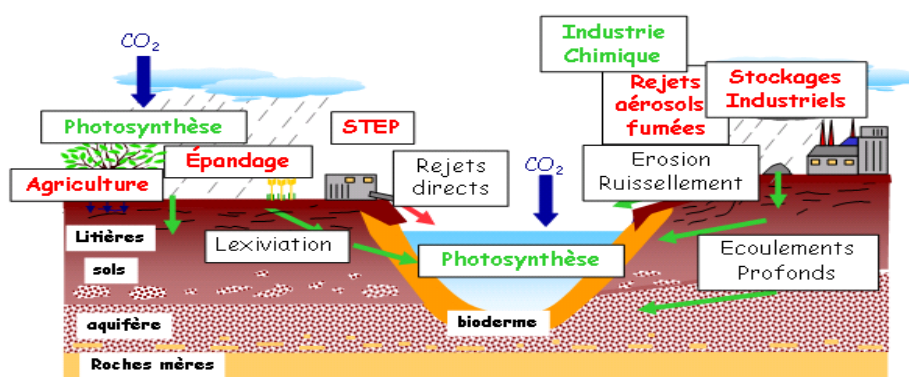 CO2
Industrie
Chimique
Rejets
aérosols
fumées
Stockages
Industriels
Photosynthèse
STEP
Épandage
Agriculture
Rejets
directs
CO2
Erosion
Ruissellement
Litières
Lexiviation
sols
Photosynthèse
Ecoulements
Profonds
aquifère
bioderme
Roches mères